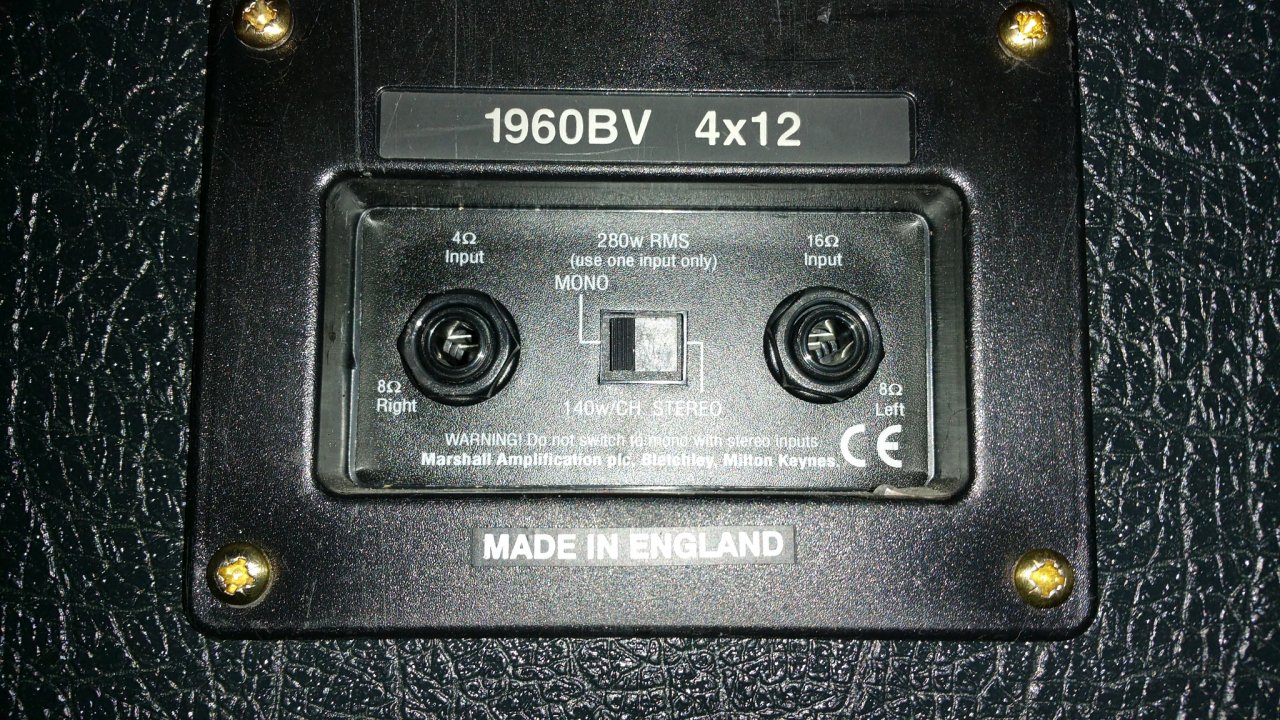 1960BV 4x12
4Ω
Input
280w RMS
(use one input only)
16Ω
Input
MONO
8Ω
Right
140w/CH STEREO
8Ω
Left
WARNING! Do not switch to mono with stereo inputs
Marshall Amplification plc, Bletchley, Milton Keynes.
CE
MADE IN ENGLAND